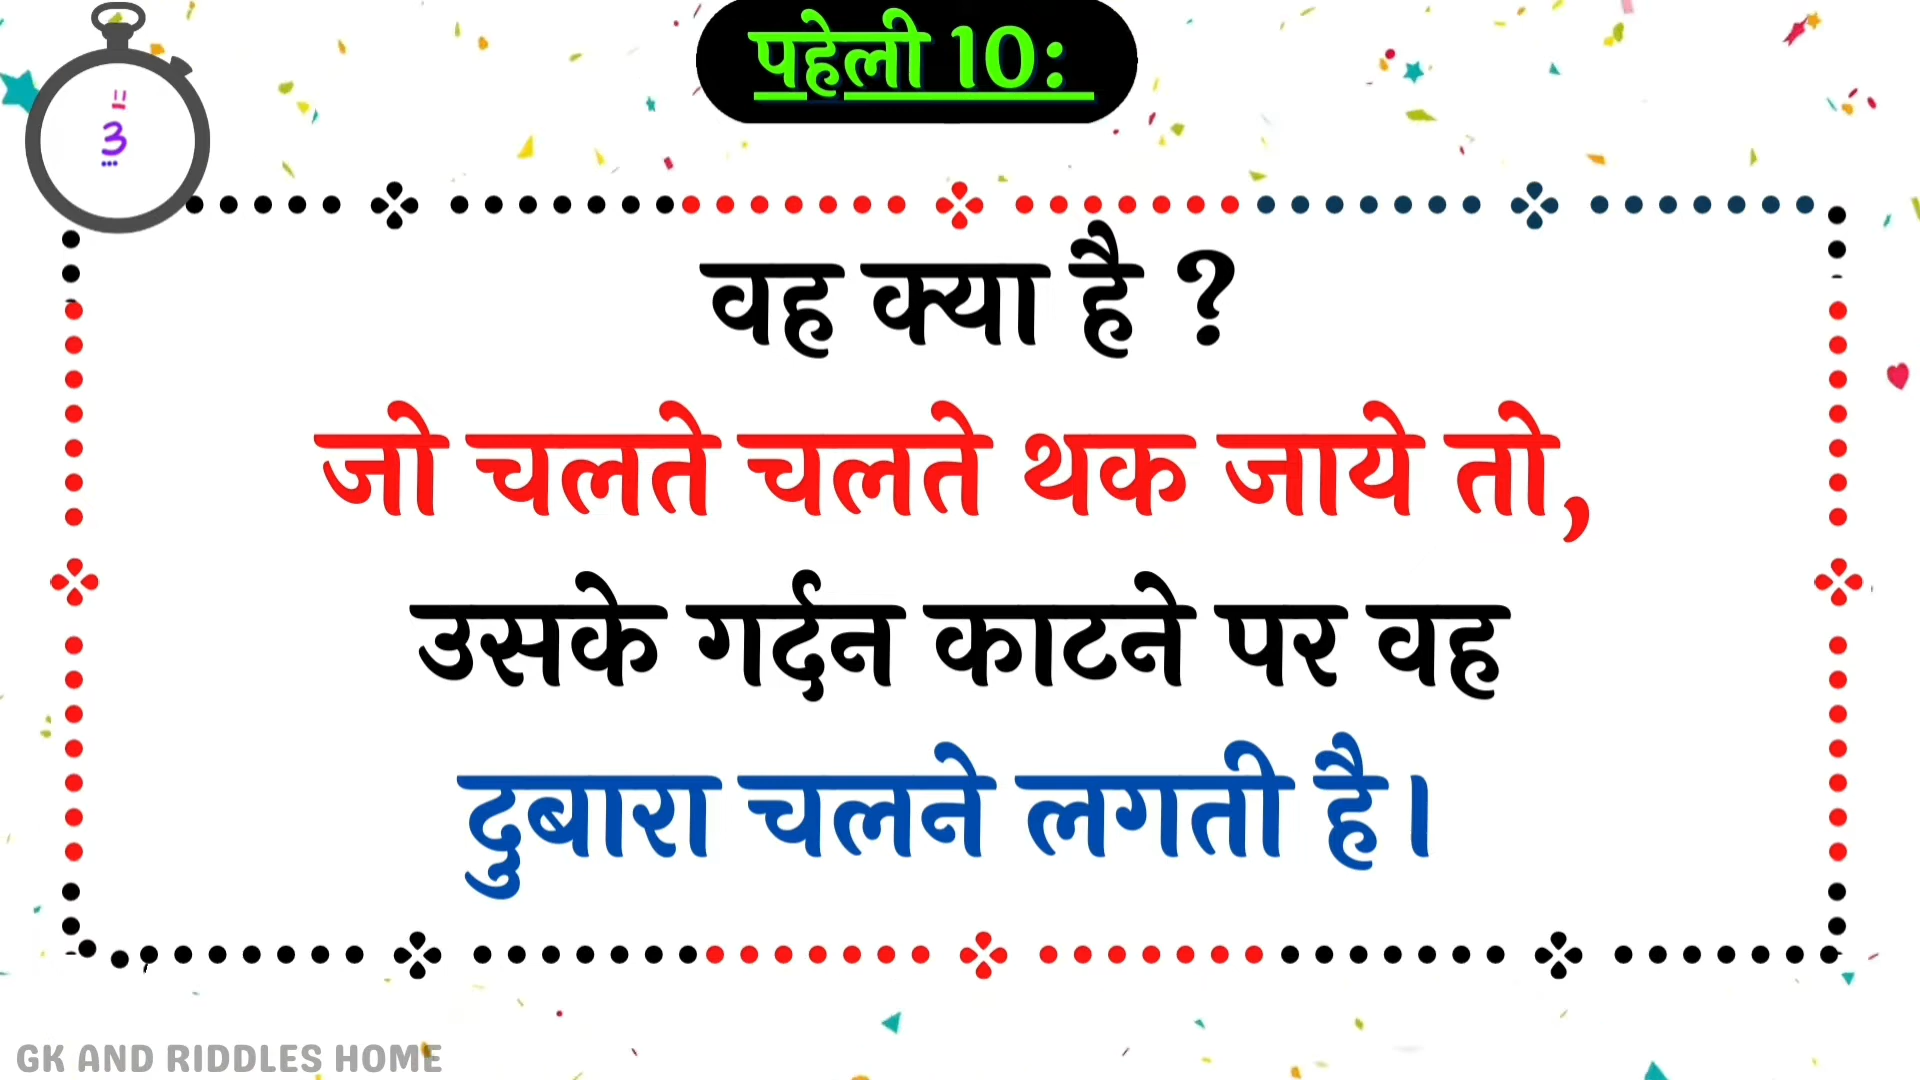 पहेली 10:
3
वह क्या है ?
जो चलते चलते थक जाये तो,
उसके गर्दन काटने पर वह
दुबारा चलने लगती है।
GK AND RIDDLES HOME